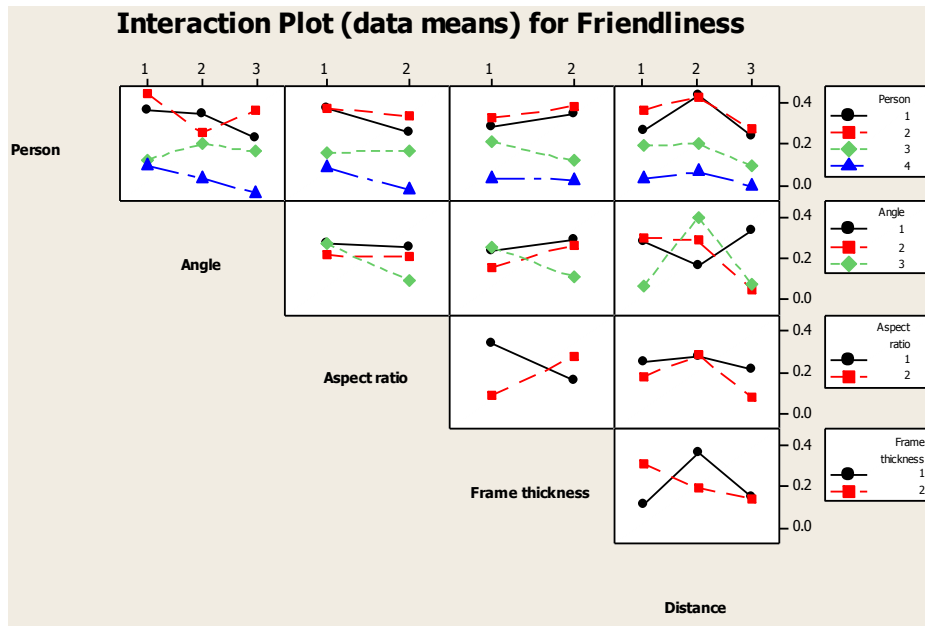 Interaction Plot (data means) for Friendliness
1 2 3 1 2 1 2 1 2 3
Person
0.4
0.2
0.0
Person
1
2
3
4
Angle
0.4
0.2
0.0
Angle
1
2
3
Aspect ratio
0.4
0.2
0.0
Aspect
ratio
1
2
Frame thickness
0.4
0.2
0.0
Frame
thickness
1
2
Distance